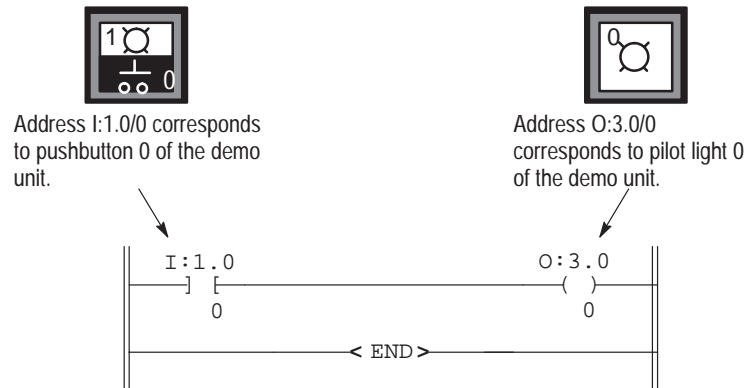 1
0
0
Address I:1.0/0 corresponds
to pushbutton 0 of the demo
unit.
Address O:3.0/0
corresponds to pilot light 0
of the demo unit.
I:1.0
] [
0
O:3.0
( )
0
< END >